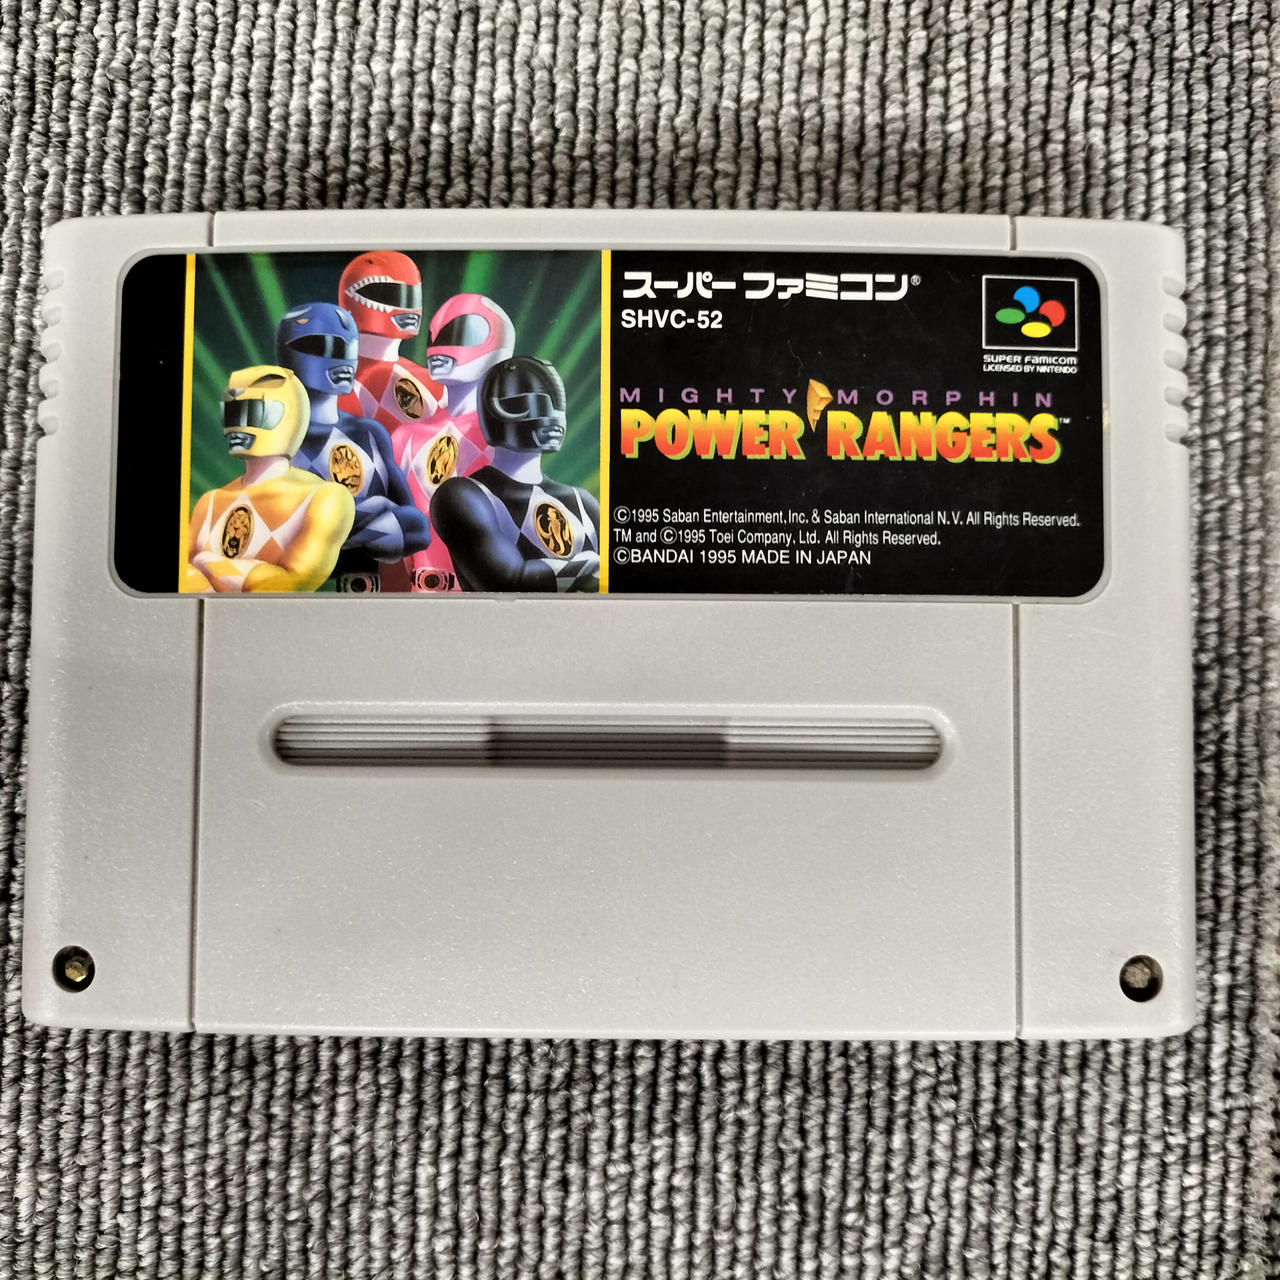 スーパーファミコン®
SHVC-52
SUPER FAMICOM
LICENSED BY NINTENDO
MIGHTY MORPHIN
POWER RANGERS™
©1995 Saban Entertainment, Inc. & Saban International N.V. All Rights Reserved.
TM and ©1995 Toei Company, Ltd. All Rights Reserved.
©BANDAI 1995 MADE IN JAPAN